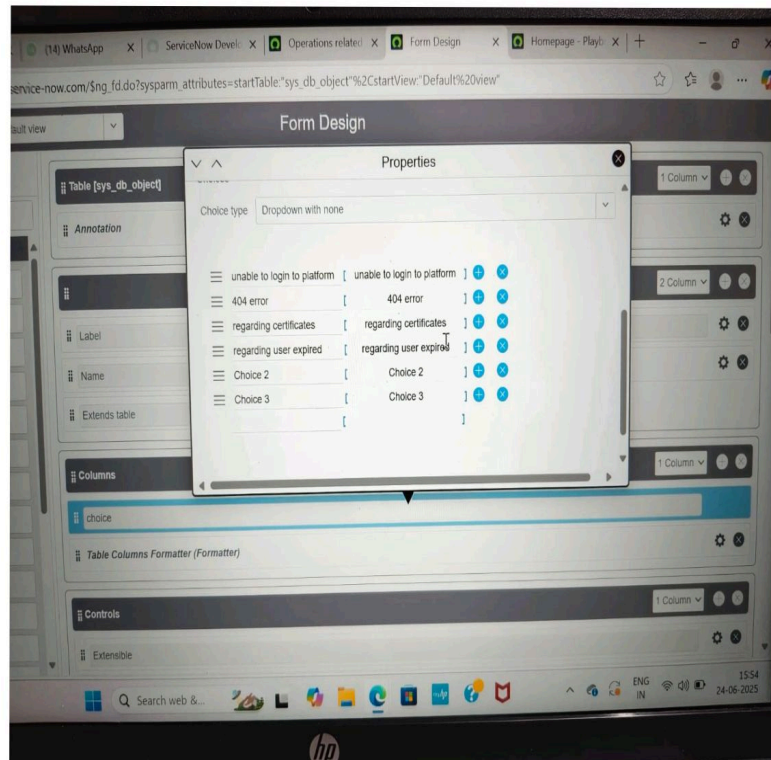 (14) WhatsApp X ServiceNow Develo X Operations related X Form Design X Homepage - Playb X +
service-now.com/$ng_fd.do?sysparm_attributes=startTable:"sys_db_object"%2CstartView:"Default%20view"
ault view Form Design
Properties
Table [sys_db_object] 1 Column
Choice type Dropdown with none
Annotation
unable to login to platform [ unable to login to platform ]
2 Column
404 error [ 404 error ]
regarding certificates [ regarding certificates ]
Label
regarding user expired [ regarding user expired ]
Name
Choice 2 [ Choice 2 ]
Choice 3 [ Choice 3 ]
Extends table
[ ]
Columns 1 Column
choice
Table Columns Formatter (Formatter)
Controls 1 Column
Extensible
Search web &...
ENG
IN
15:54
24-06-2025
hp